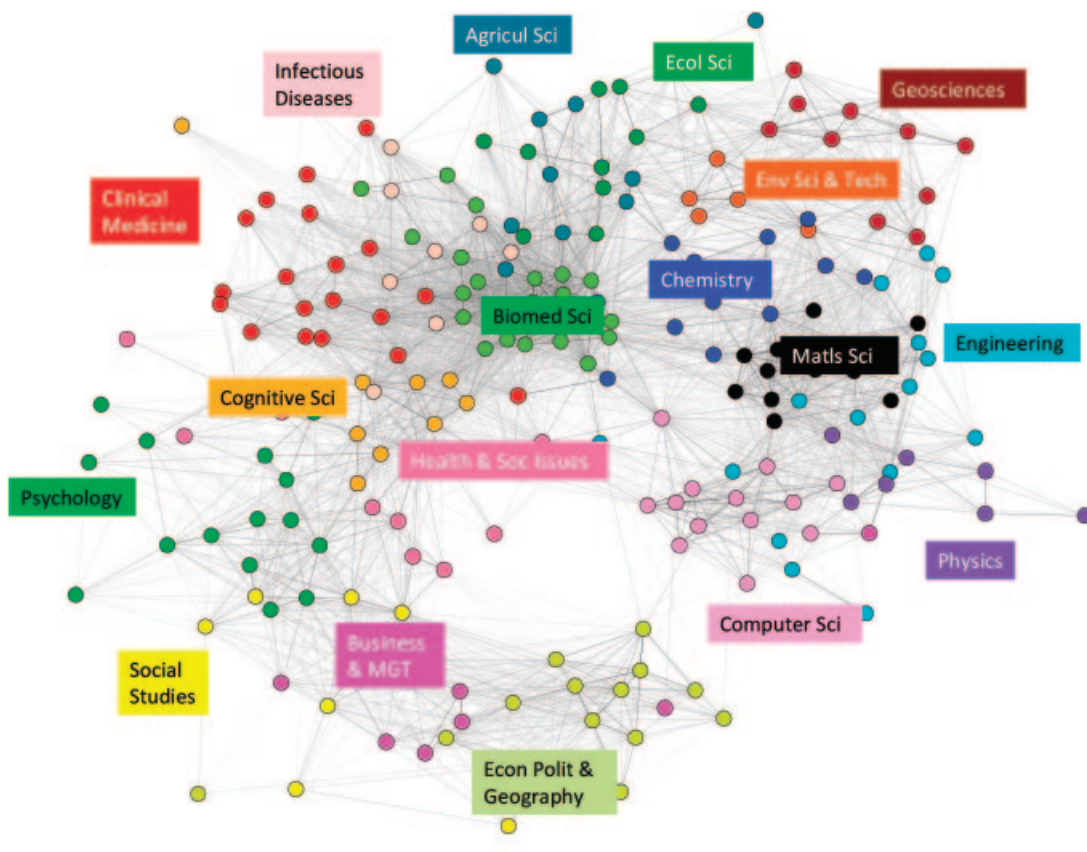 Agricul Sci
Ecol Sci
Infectious
Diseases
Geosciences
Env Sci & Tech
Clinical
Medicine
Chemistry
Biomed Sci
Matls Sci
Engineering
Cognitive Sci
Health & Soc Issues
Psychology
Physics
Computer Sci
Business
& MGT
Social
Studies
Econ Polit &
Geography